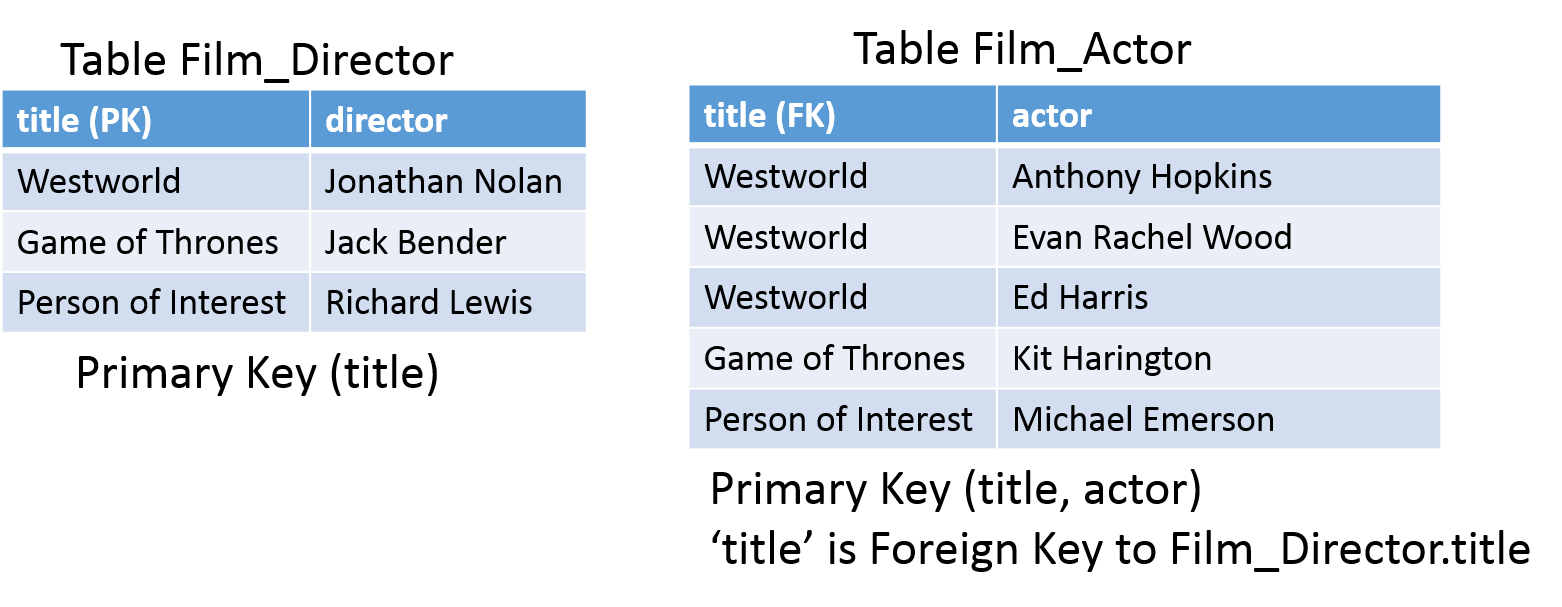 Table Film_Director
title (PK) director
Westworld Jonathan Nolan
Game of Thrones Jack Bender
Person of Interest Richard Lewis
Primary Key (title)
Table Film_Actor
title (FK) actor
Westworld Anthony Hopkins
Westworld Evan Rachel Wood
Westworld Ed Harris
Game of Thrones Kit Harington
Person of Interest Michael Emerson
Primary Key (title, actor)
‘title’ is Foreign Key to Film_Director.title